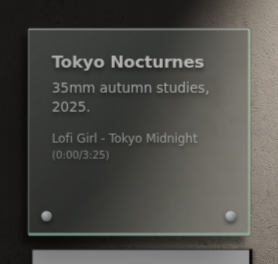 Tokyo Nocturnes
35mm autumn studies,
2025.
Lofi Girl - Tokyo Midnight
(0:00/3:25)